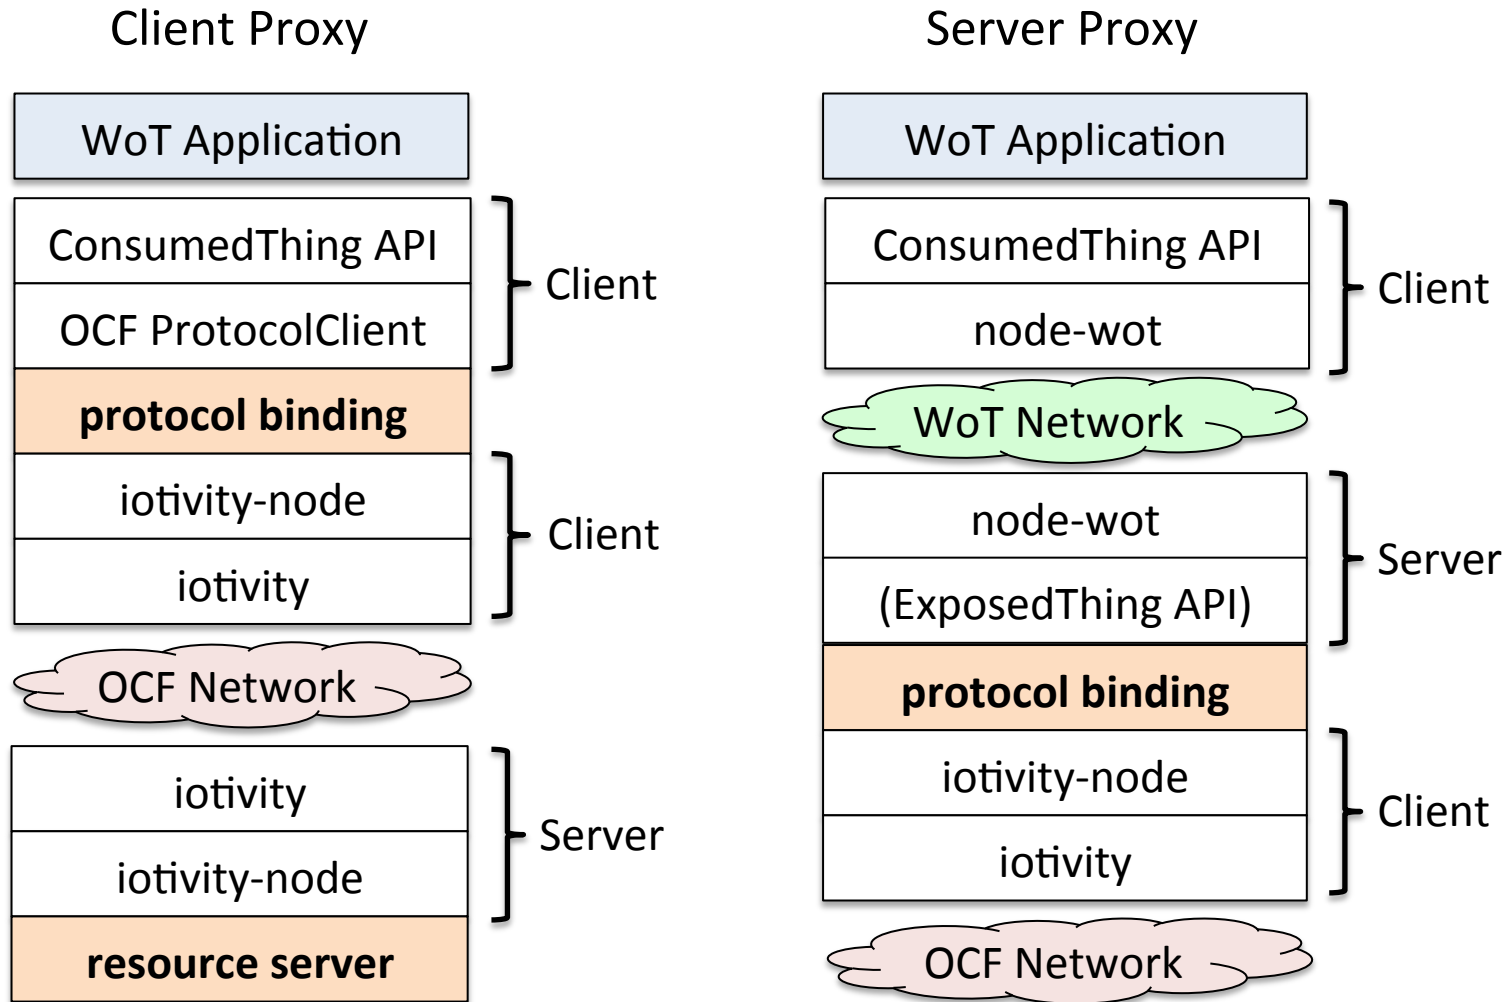 Client Proxy
WoT Application
ConsumedThing API
OCF ProtocolClient
Client
protocol binding
iotivity-node
iotivity
Client
OCF Network
iotivity
iotivity-node
Server
resource server
Server Proxy
WoT Application
ConsumedThing API
node-wot
Client
WoT Network
node-wot
(ExposedThing API)
Server
protocol binding
iotivity-node
iotivity
Client
OCF Network